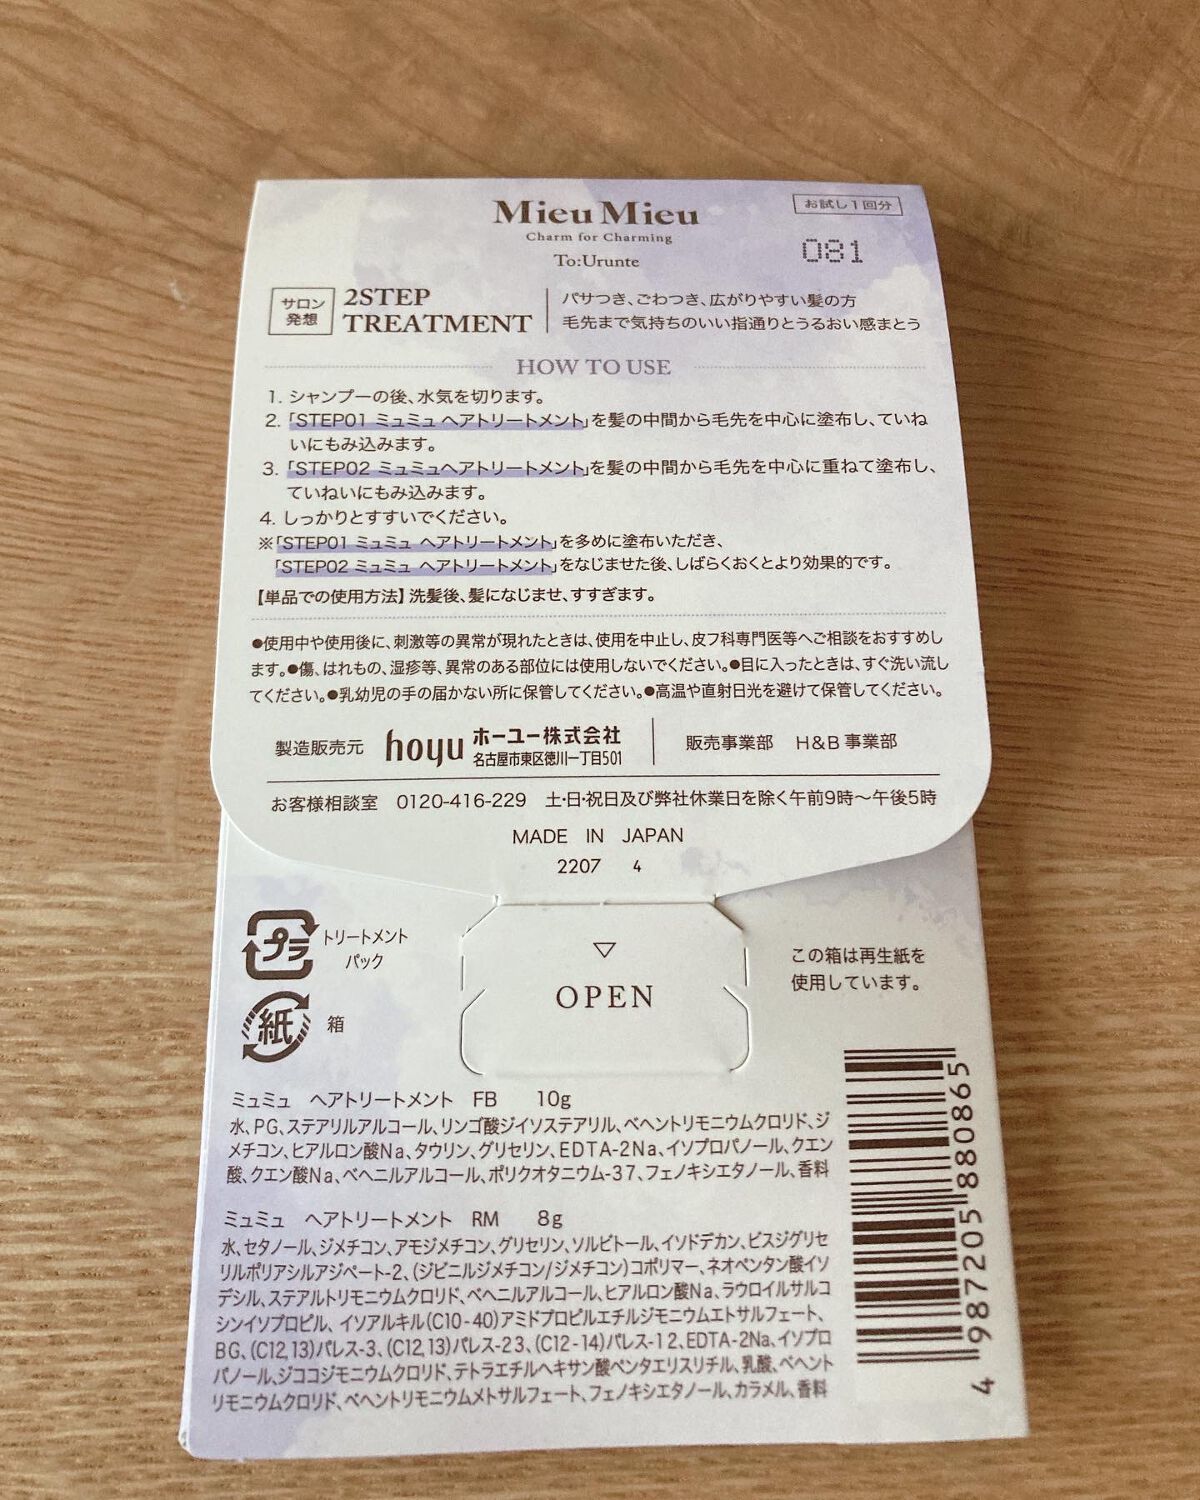 Mieu Mieu
Charm for Charming
To:Urunte
お試し1回分
081
サロン
発想
2STEP
TREATMENT
パサつき、ごわつき、広がりやすい髪の方
毛先まで気持ちのいい指通りとうるおい感まとう
HOW TO USE
1. シャンプーの後、水気を切ります。
2. 「STEP01 ミュミュ ヘアトリートメント」を髪の中間から毛先を中心に塗布し、ていね
いにもみ込みます。
3. 「STEP02 ミュミュヘアトリートメント」を髪の中間から毛先を中心に重ねて塗布し、
ていねいにもみ込みます。
4. しっかりとすすいでください。
※「STEP01 ミュミュ ヘアトリートメント」を多めに塗布いただき、
「STEP02 ミュミュ ヘアトリートメント」をなじませた後、しばらくおくとより効果的です。
【単品での使用方法】洗髪後、髪になじませ、すすぎます。
●使用中や使用後に、刺激等の異常が現れたときは、使用を中止し、皮フ科専門医等へご相談をおすすめし
ます。●傷、はれもの、湿疹等、異常のある部位には使用しないでください。●目に入ったときは、すぐ洗い流し
てください。●乳幼児の手の届かない所に保管してください。●高温や直射日光を避けて保管してください。
製造販売元 hoyu ホーユー株式会社
名古屋市東区徳川一丁目501
販売事業部 H&B 事業部
お客様相談室 0120-416-229 土・日・祝日及び弊社休業日を除く午前9時〜午後5時
MADE IN JAPAN
2207 4
プラ
トリートメント
パック
紙
箱
▽
OPEN
この箱は再生紙を
使用しています。
ミュミュ ヘアトリートメント FB 10g
水、PG、ステアリルアルコール、リンゴ酸ジイソステアリル、ベヘントリモニウムクロリド、ジ
メチコン、ヒアルロン酸Na、タウリン、グリセリン、EDTA-2Na、イソプロパノール、クエン
酸、クエン酸Na、ベヘニルアルコール、ポリクオタニウム-37、フェノキシエタノール、香料
ミュミュ ヘアトリートメント RM 8g
水、セタノール、ジメチコン、アモジメチコン、グリセリン、ソルビトール、イソドデカン、ビスジグリセ
リルポリアシルアジペート-2、(ジビニルジメチコン/ジメチコン)コポリマー、ネオペンタン酸イソ
デシル、ステアルトリモニウムクロリド、ベヘニルアルコール、ヒアルロン酸Na、ラウロイルサルコ
シンイソプロピル、イソアルキル(C10-40)アミドプロピルエチルジモニウムエトサルフェート、
BG、(C12,13)パレス-3、(C12,13)パレス-23、(C12-14)パレス-12、EDTA-2Na、イソプロ
パノール、ジココジモニウムクロリド、テトラエチルヘキサン酸ペンタエリスリチル、乳酸、ベヘント
リモニウムクロリド、ベヘントリモニウムメトサルフェート、フェノキシエタノール、カラメル、香料
4 987205 880865